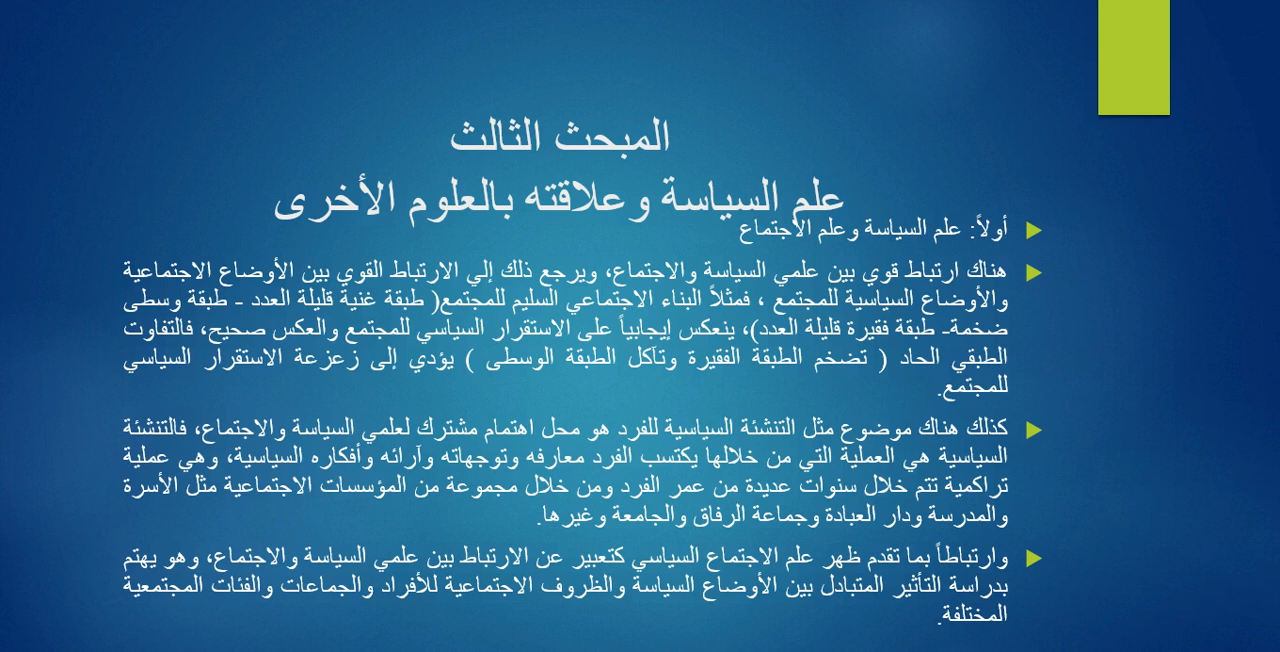 المبحث الثالث
علم السياسة وعلاقته بالعلوم الأخرى
أولاً: علم السياسة وعلم الاجتماع
هناك ارتباط قوي بين علمي السياسة والاجتماع، ويرجع ذلك إلي الارتباط القوي بين الأوضاع الاجتماعية
والأوضاع السياسية للمجتمع ، فمثلاً البناء الاجتماعي السليم للمجتمع( طبقة غنية قليلة العدد - طبقة وسطى
ضخمة- طبقة فقيرة قليلة العدد)، ينعكس إيجابياً على الاستقرار السياسي للمجتمع والعكس صحيح، فالتفاوت
الطبقي الحاد ( تضخم الطبقة الفقيرة وتآكل الطبقة الوسطى ) يؤدي إلى زعزعة الاستقرار السياسي
للمجتمع.
كذلك هناك موضوع مثل التنشئة السياسية للفرد هو محل اهتمام مشترك لعلمي السياسة والاجتماع، فالتنشئة
السياسية هي العملية التي من خلالها يكتسب الفرد معارفه وتوجهاته وآرائه وأفكاره السياسية، وهي عملية
تراكمية تتم خلال سنوات عديدة من عمر الفرد ومن خلال مجموعة من المؤسسات الاجتماعية مثل الأسرة
والمدرسة ودار العبادة وجماعة الرفاق والجامعة وغيرها.
وارتباطاً بما تقدم ظهر علم الاجتماع السياسي كتعبير عن الارتباط بين علمي السياسة والاجتماع، وهو يهتم
بدراسة التأثير المتبادل بين الأوضاع السياسة والظروف الاجتماعية للأفراد والجماعات والفئات المجتمعية
المختلفة.